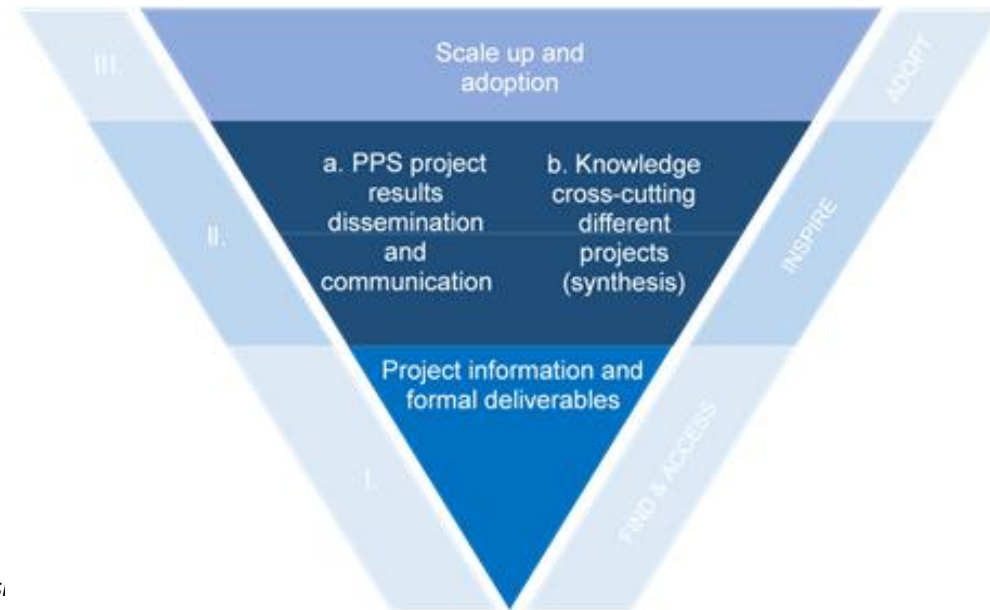 III.
Scale up and
adoption
ADOPT
II.
a. PPS project
results
dissemination
and
communication
b. Knowledge
cross-cutting
different
projects
(synthesis)
INSPIRE
I.
Project information and
formal deliverables
FIND & ACCESS